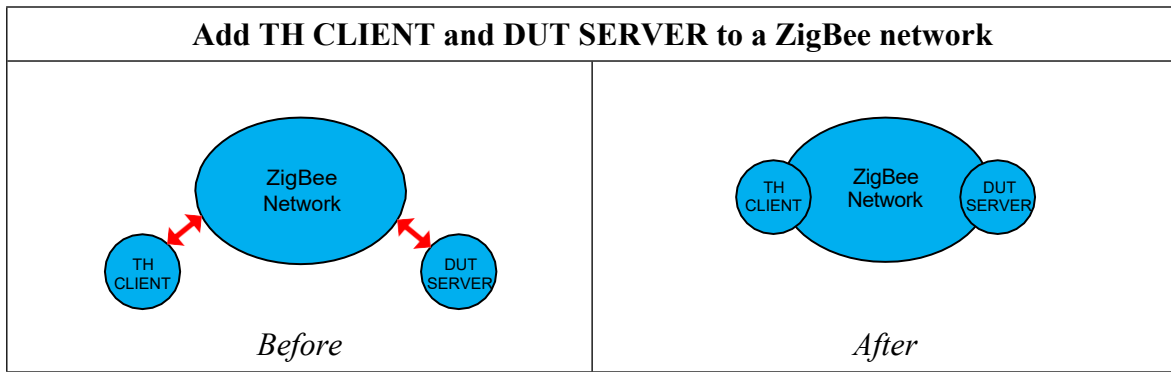 Add TH CLIENT and DUT SERVER to a ZigBee network
ZigBee
Network
TH
CLIENT
DUT
SERVER
Before
TH
CLIENT
ZigBee
Network
DUT
SERVER
After